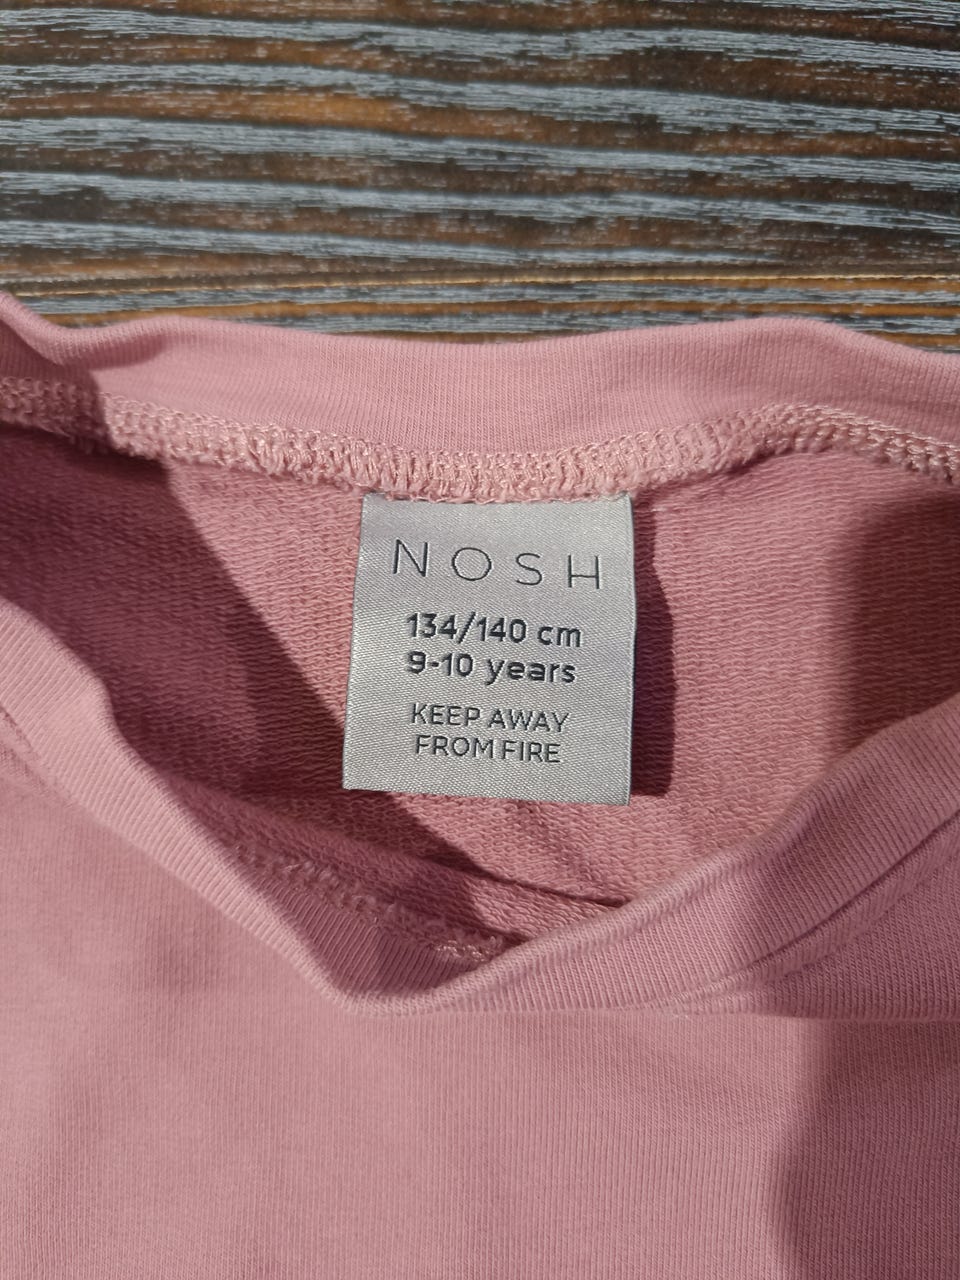 NOSH
134/140 cm
9-10 years
KEEP AWAY
FROM FIRE